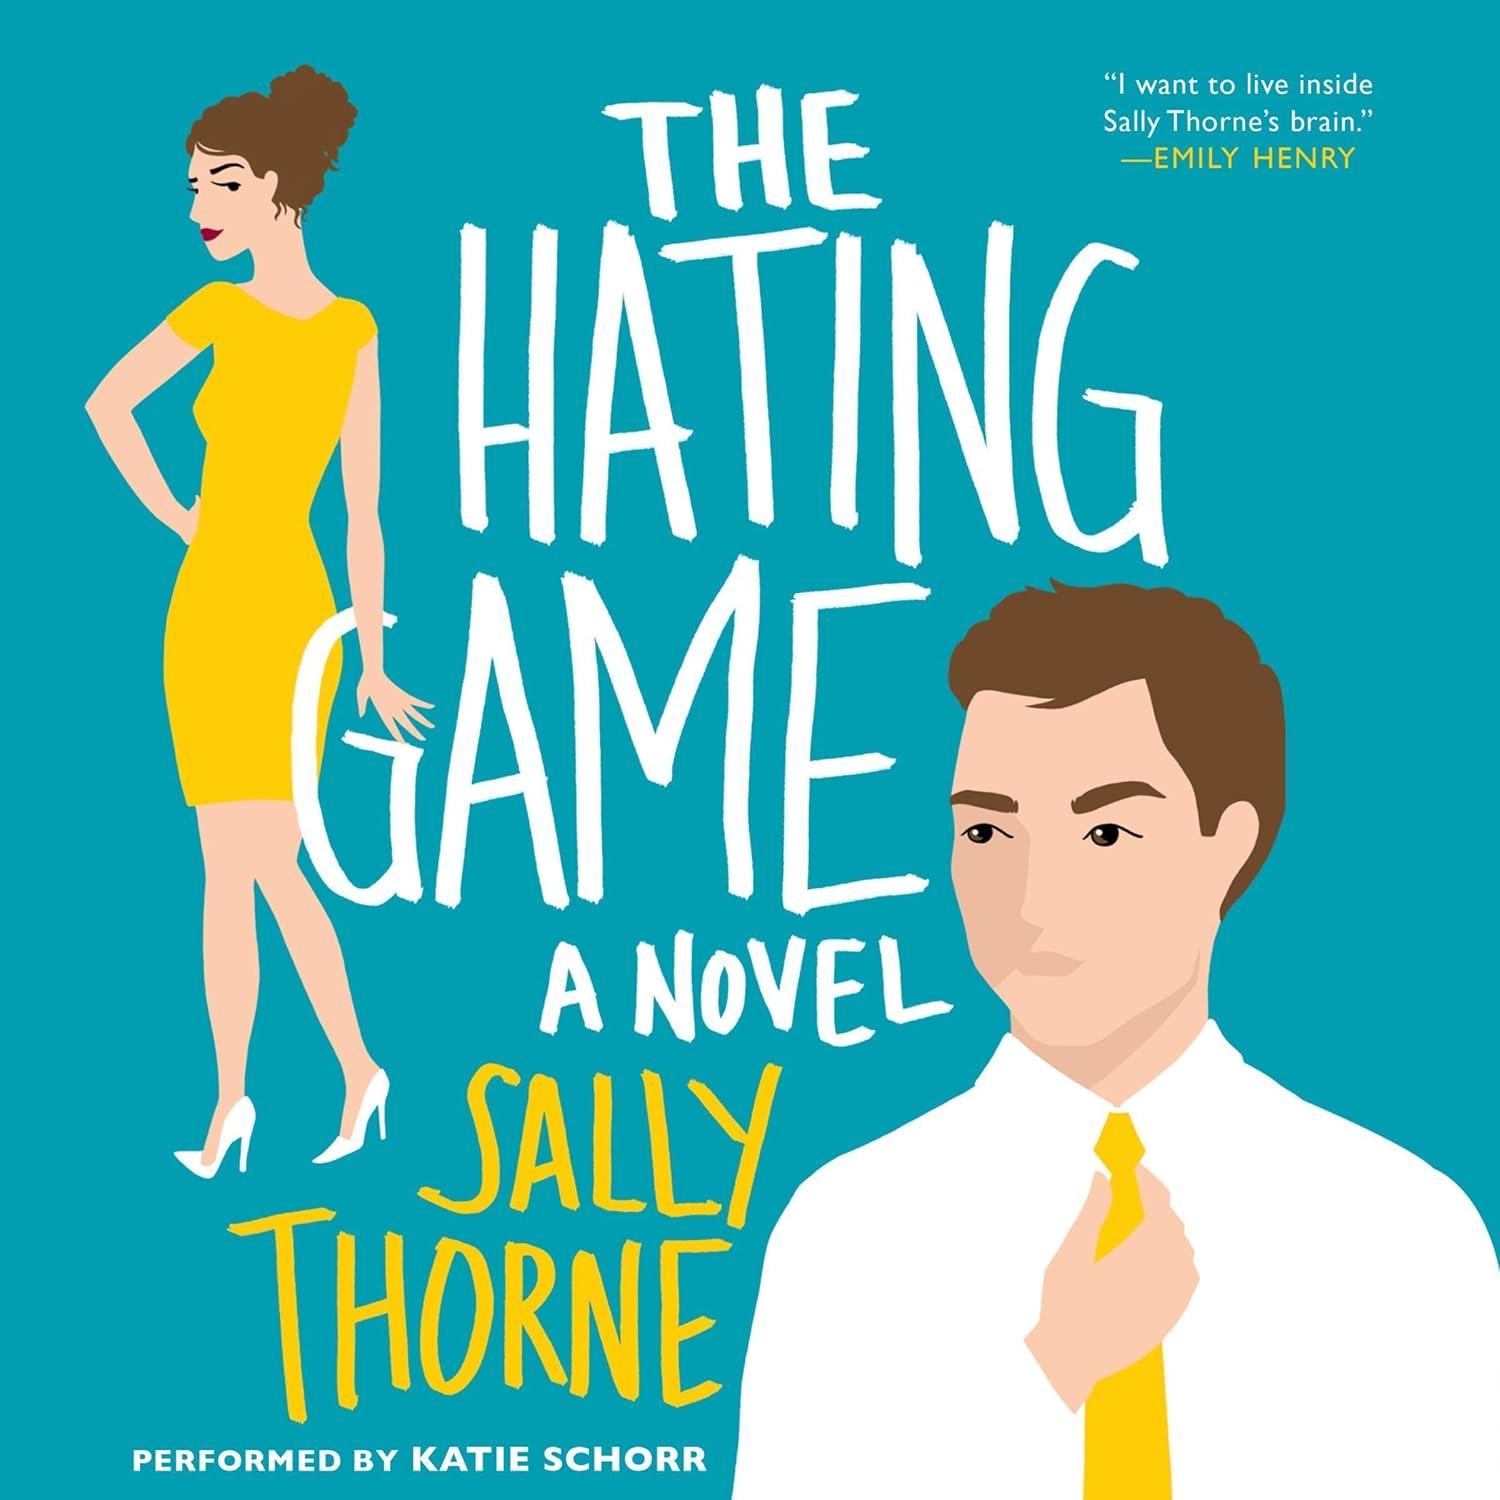 THE
HATING
GAME
A NOVEL
SALLY
THORNE
PERFORMED BY KATIE SCHORR
“I want to live inside
Sally Thorne’s brain.”
—EMILY HENRY